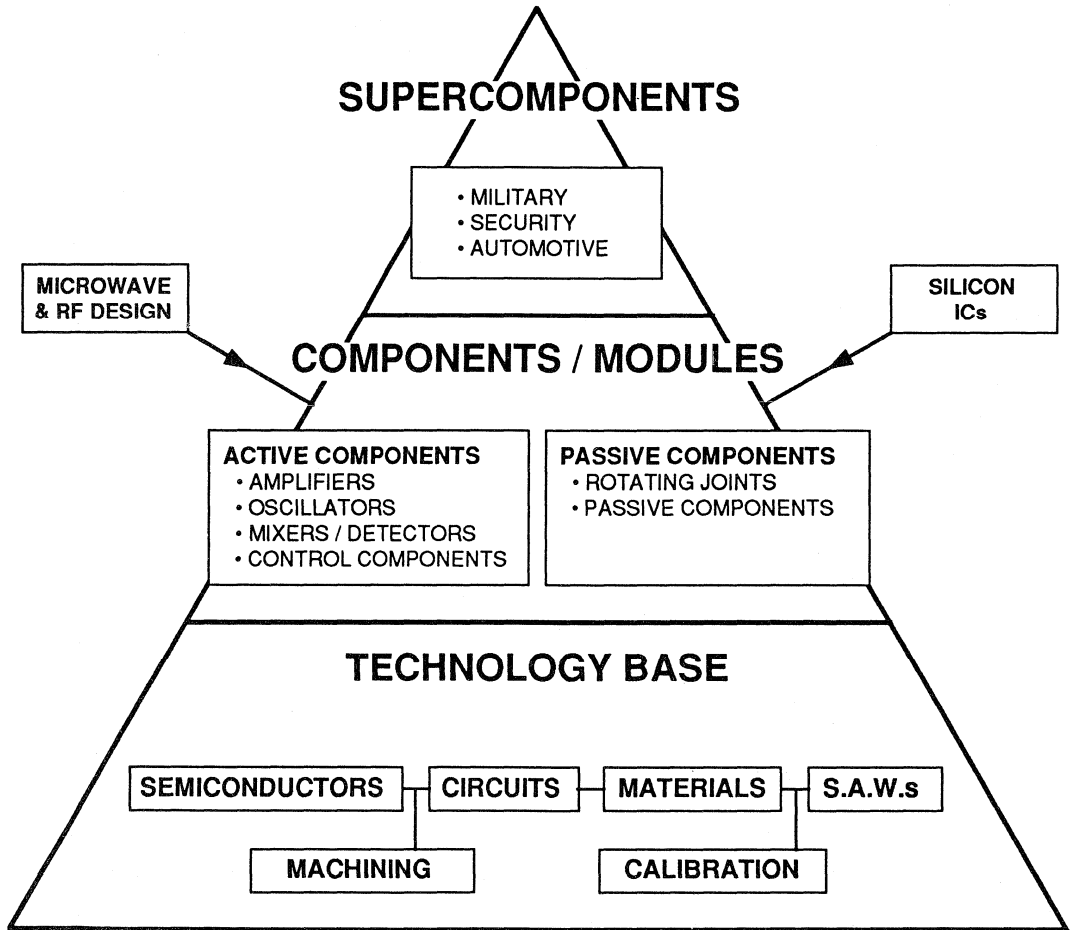 SUPERCOMPONENTS
• MILITARY
• SECURITY
• AUTOMOTIVE
MICROWAVE
& RF DESIGN
SILICON
ICs
COMPONENTS / MODULES
ACTIVE COMPONENTS
• AMPLIFIERS
• OSCILLATORS
• MIXERS / DETECTORS
• CONTROL COMPONENTS
PASSIVE COMPONENTS
• ROTATING JOINTS
• PASSIVE COMPONENTS
TECHNOLOGY BASE
SEMICONDUCTORS
CIRCUITS
MATERIALS
S.A.W.s
MACHINING
CALIBRATION